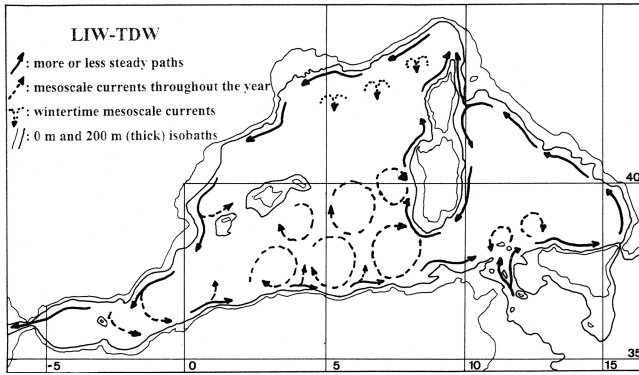 LIW-TDW
: more or less steady paths
: mesoscale currents throughout the year
: wintertime mesoscale currents
: 0 m and 200 m (thick) isobaths
40
-5
0
5
10
15
35